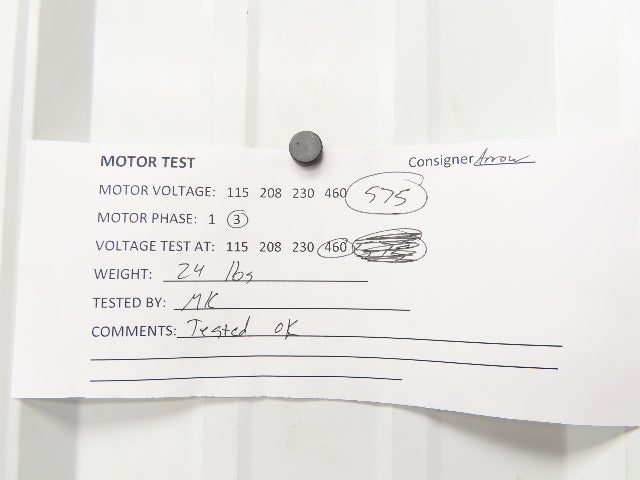 MOTOR TEST Consigner Arrow
MOTOR VOLTAGE: 115 208 230 460 575
MOTOR PHASE: 1 3
VOLTAGE TEST AT: 115 208 230 460
WEIGHT: 24 lbs
TESTED BY: MK
COMMENTS: Tested OK